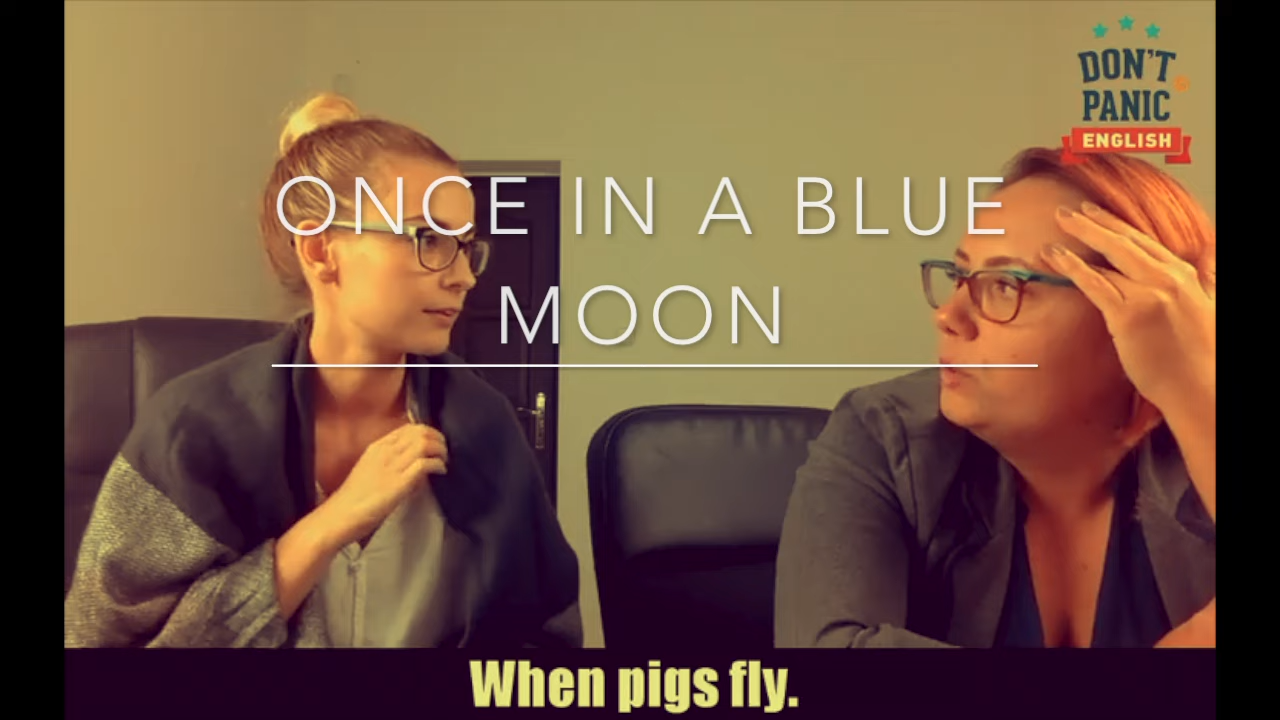 DON'T
PANIC
ENGLISH
ONCE IN A BLUE
MOON
When pigs fly.